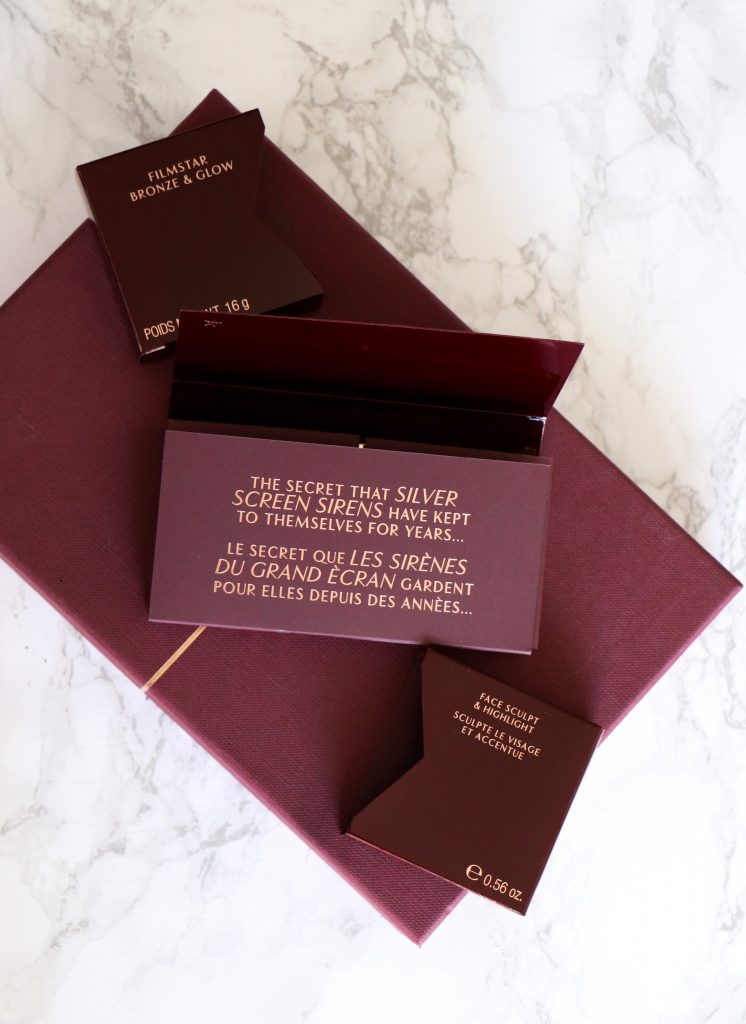 FILMSTAR
BRONZE & GLOW
POIDS
WT. 16 g
THE SECRET THAT SILVER
SCREEN SIRENS HAVE KEPT
TO THEMSELVES FOR YEARS...
LE SECRET QUE LES SIRÈNES
DU GRAND ÈCRAN GARDENT
POUR ELLES DEPUIS DES ANNÈES...
FACE SCULPT
& HIGHLIGHT
SCULPTE LE VISAGE
ET ACCENTUE
℮ 0.56 oz.